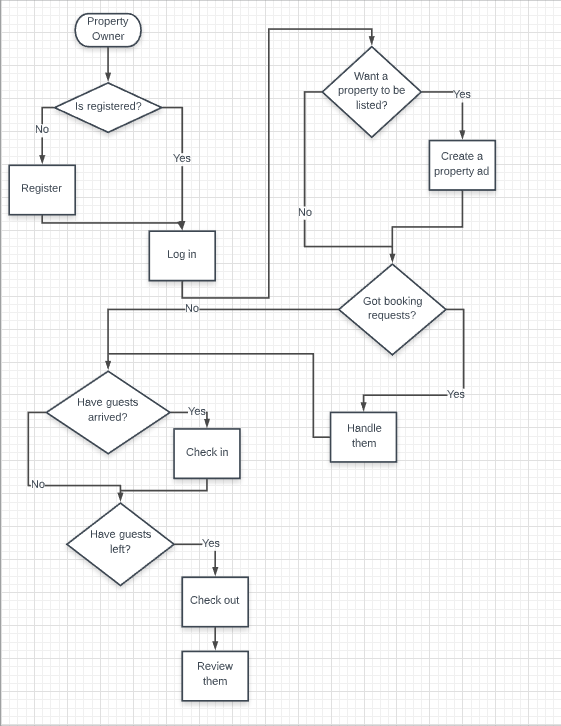 Property
Owner
Is registered?
No
Yes
Register
Log in
Want a
property to be
listed?
Yes
Create a
property ad
No
Got booking
requests?
No
Yes
Handle
them
Have guests
arrived?
Yes
Check in
No
Have guests
left?
Yes
Check out
Review
them